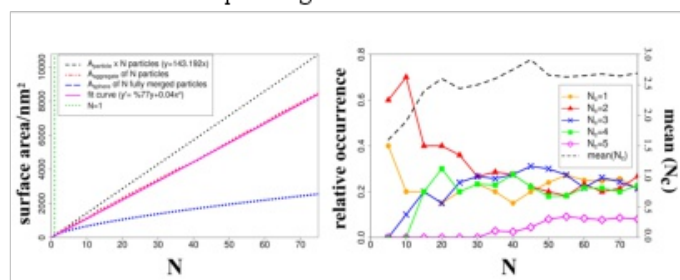 A_particle x N particles (y=143.192x)
A_aggregate of N particles
A_sphere of N fully merged particles
N=1
surface area/nm²
0 2000 4000 6000 8000 10000
0 10 20 30 40 50 60 70
N
N_c=1
N_c=2
N_c=3
N_c=4
N_c=5
mean(N_c)
relative occurrence
0.0 0.2 0.4 0.6 0.8
0 10 20 30 40 50 60 70
N
0.0 0.5 1.0 1.5 2.0 2.5 3.0
mean (N_c)